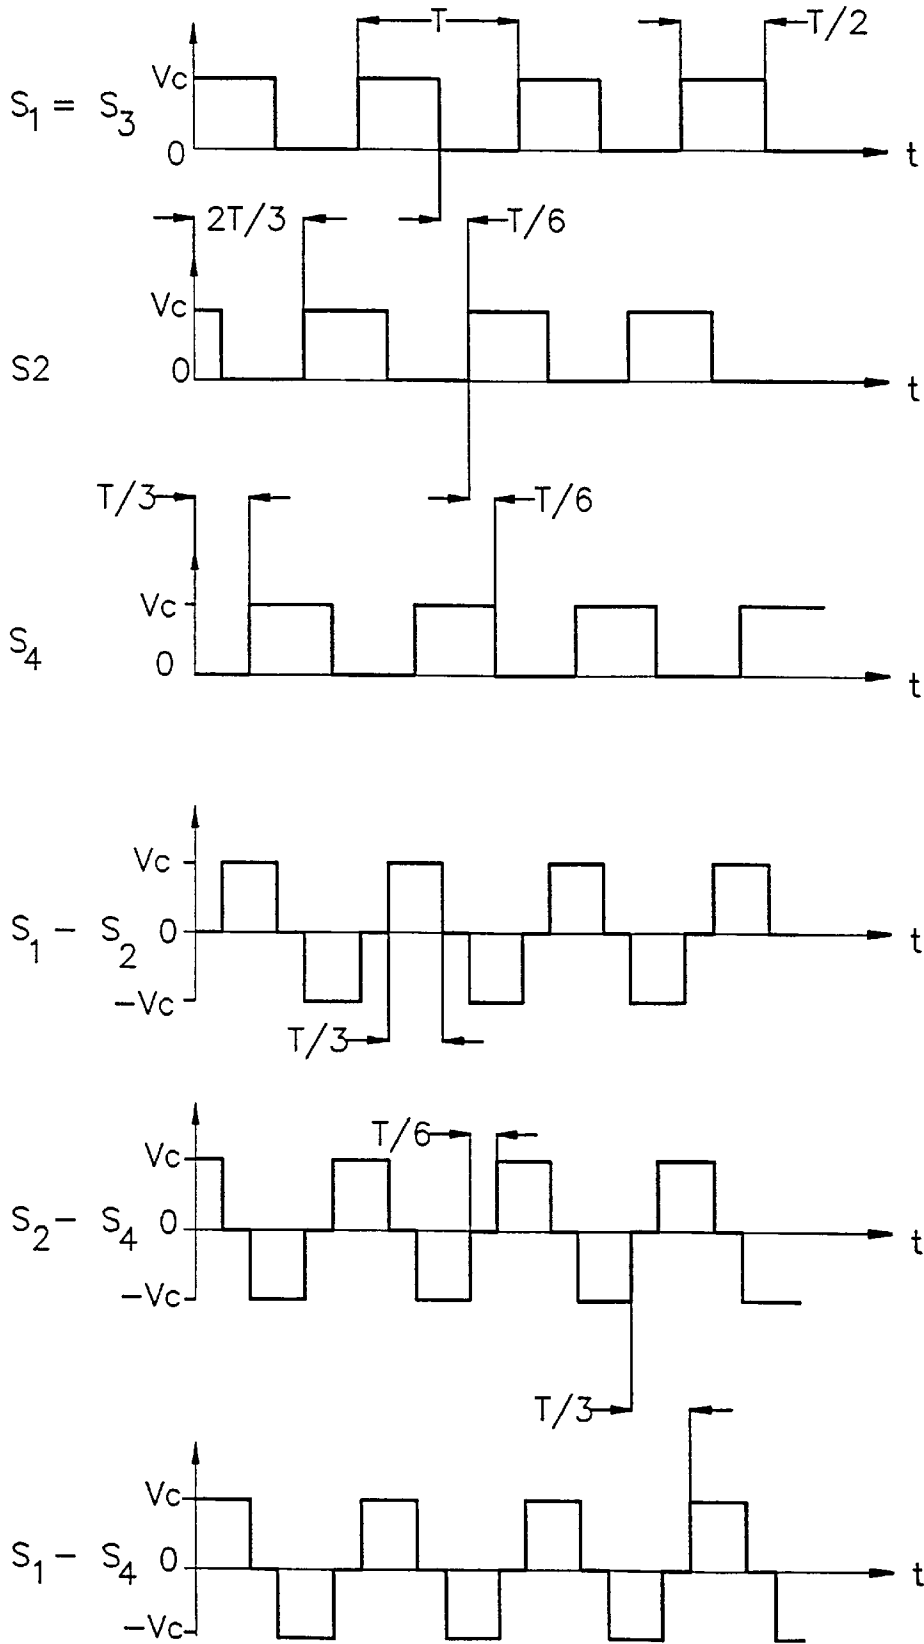 T
T/2
Vc
S1 = S3
0
t
2T/3
T/6
Vc
S2
0
t
T/3
T/6
Vc
S4
0
t
Vc
S1 - S2
0
t
-Vc
T/3
T/6
Vc
S2 - S4
0
t
-Vc
T/3
Vc
S1 - S4
0
t
-Vc